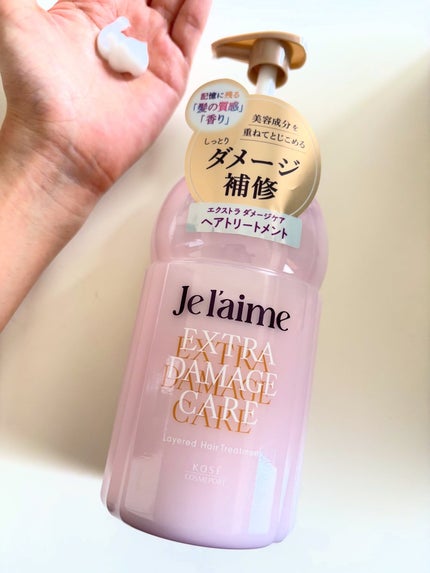 記憶に残る
「髪の質感」
「香り」
美容成分を
重ねてとじこめる
しっとり
ダメージ
補修
エクストラ ダメージケア
ヘアトリートメント
Je l'aime
EXTRA
DAMAGE
CARE
Layered Hair Treatment
KOSÉ
COSMEPORT